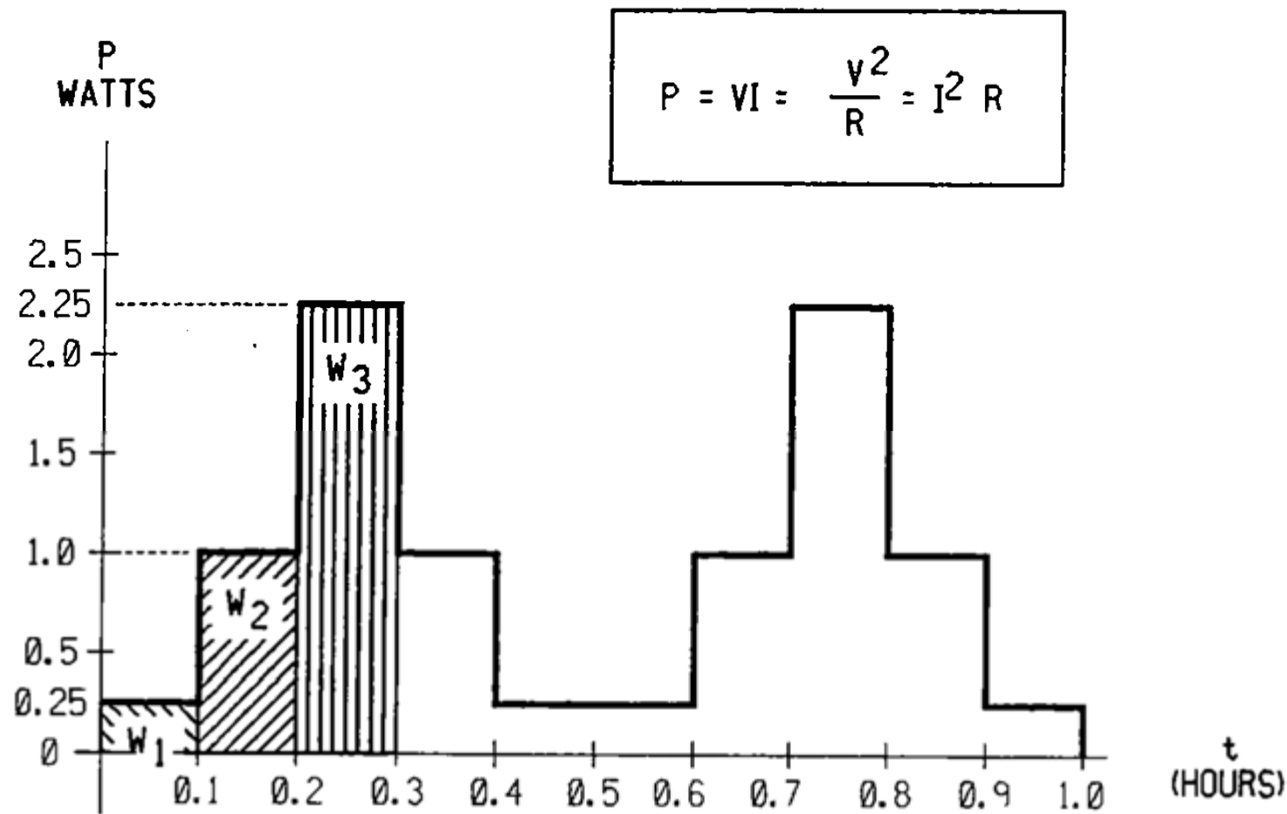 P
WATTS
P = VI = V² / R = I² R
2.5
2.25
2.0
1.5
1.0
0.5
0.25
0
W₁
W₂
W₃
0.1 0.2 0.3 0.4 0.5 0.6 0.7 0.8 0.9 1.0
t
(HOURS)